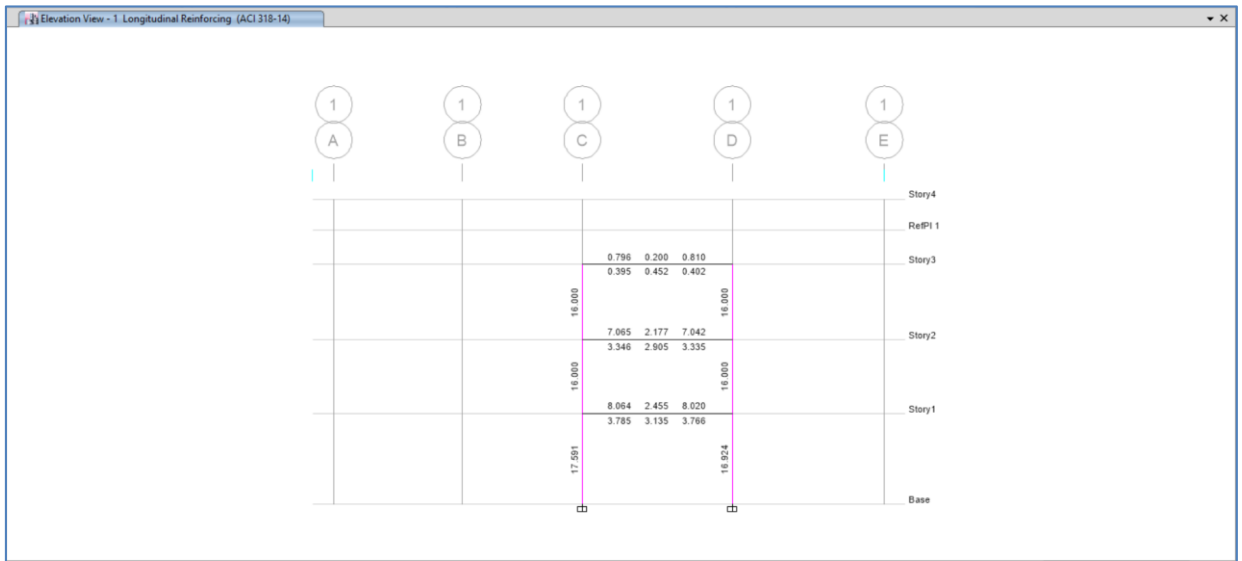 Elevation View - 1 Longitudinal Reinforcing (ACI 318-14)
1 1 1 1 1
A B C D E
Story4
RefPl 1
0.796 0.200 0.810
Story3
0.395 0.452 0.402
16.000 16.000
7.065 2.177 7.042
Story2
3.346 2.905 3.335
16.000 16.000
8.064 2.455 8.020
Story1
3.785 3.135 3.766
17.591 16.924
Base